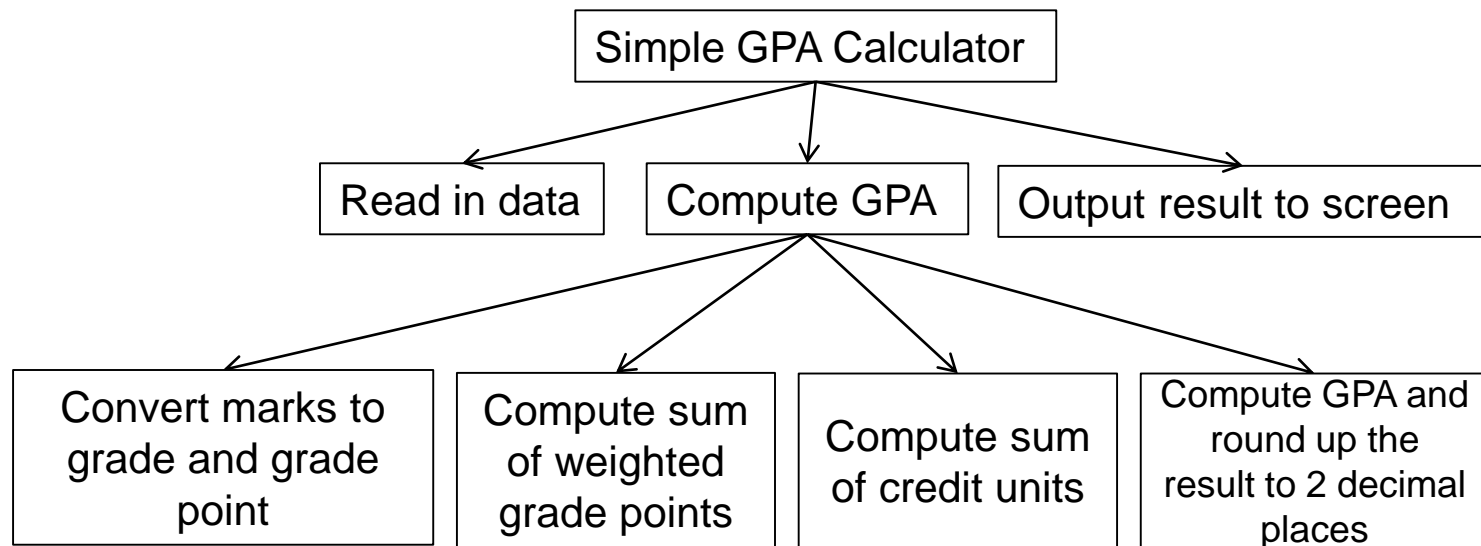 Simple GPA Calculator
Read in data
Compute GPA
Output result to screen
Convert marks to
grade and grade
point
Compute sum
of weighted
grade points
Compute sum
of credit units
Compute GPA and
round up the
result to 2 decimal
places